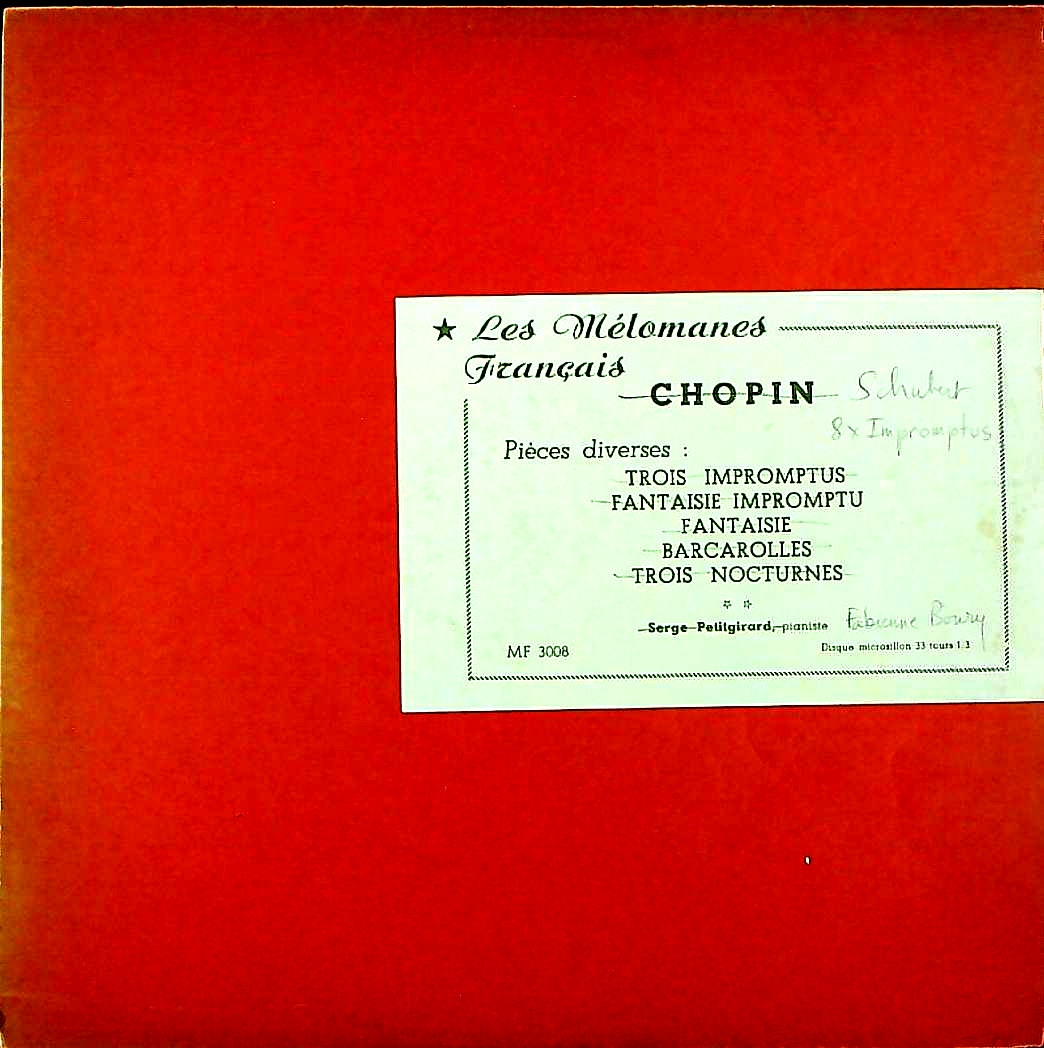 ★ Les Mélomanes
Français
CHOPIN Schubert
8 x Impromptus
Pièces diverses :
TROIS IMPROMPTUS
FANTAISIE IMPROMPTU
FANTAISIE
BARCAROLLES
TROIS NOCTURNES
Serge Petitgirard, pianiste Fabienne Boury
MF 3008
Disque microsillon 33 tours 1/3